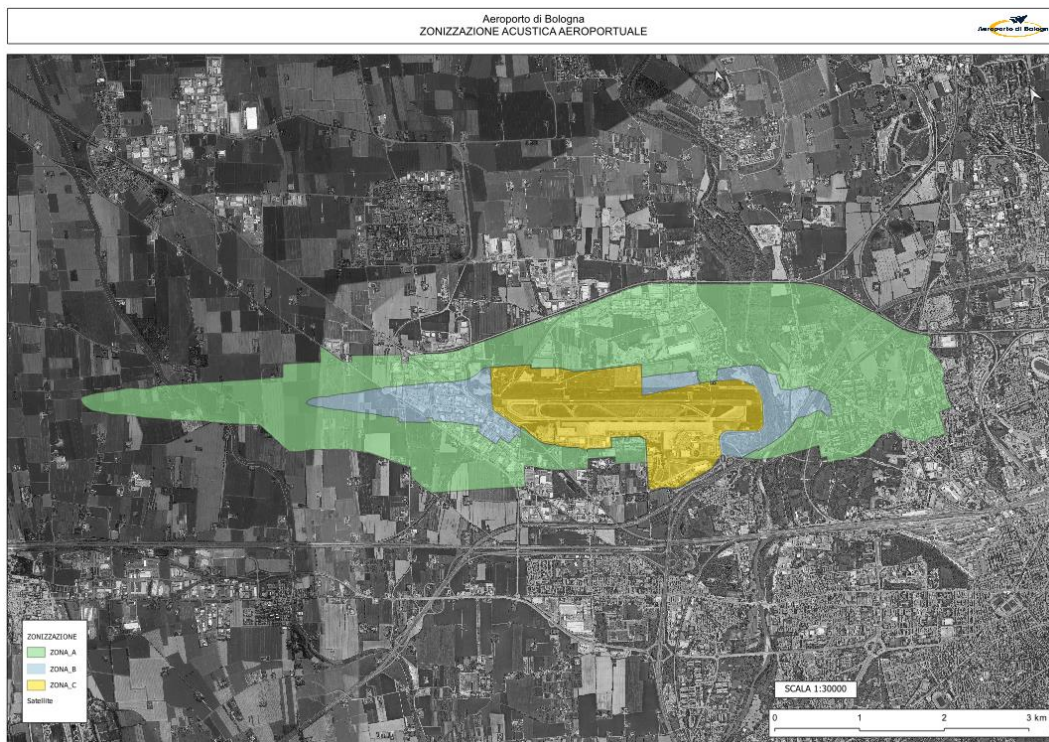 Aeroporto di Bologna
ZONIZZAZIONE ACUSTICA AEROPORTUALE
Aeroporto di Bologna
ZONIZZAZIONE
ZONA_A
ZONA_B
ZONA_C
Satellite
SCALA 1:30000
0 1 2 3 km